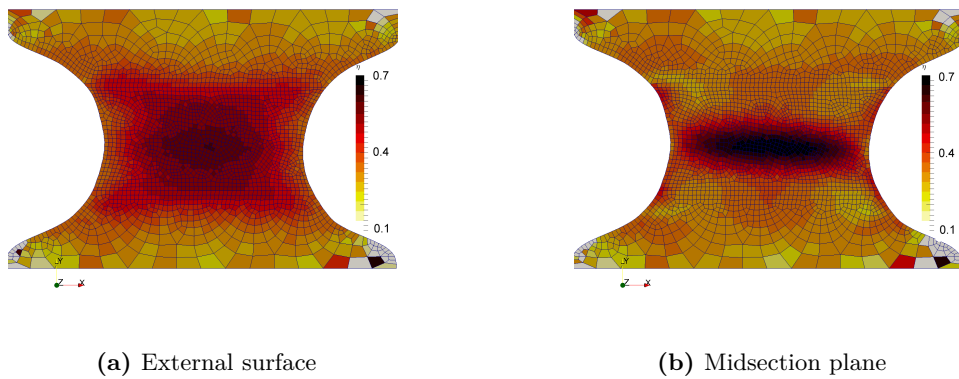 η
0.7
0.4
0.1
Y
Z X
η
0.7
0.4
0.1
Y
Z X
(a) External surface
(b) Midsection plane